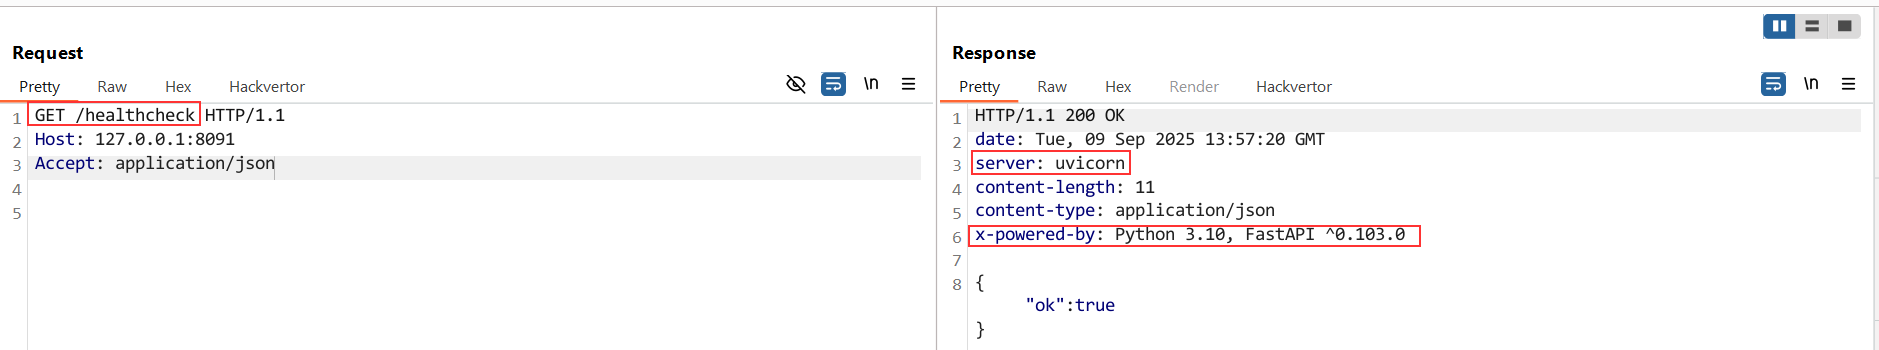 Request
Pretty Raw Hex Hackvertor \n
1 GET /healthcheck HTTP/1.1
2 Host: 127.0.0.1:8091
3 Accept: application/json
4
5
Response
Pretty Raw Hex Render Hackvertor \n
1 HTTP/1.1 200 OK
2 date: Tue, 09 Sep 2025 13:57:20 GMT
3 server: uvicorn
4 content-length: 11
5 content-type: application/json
6 x-powered-by: Python 3.10, FastAPI ^0.103.0
7
8 {
"ok":true
}